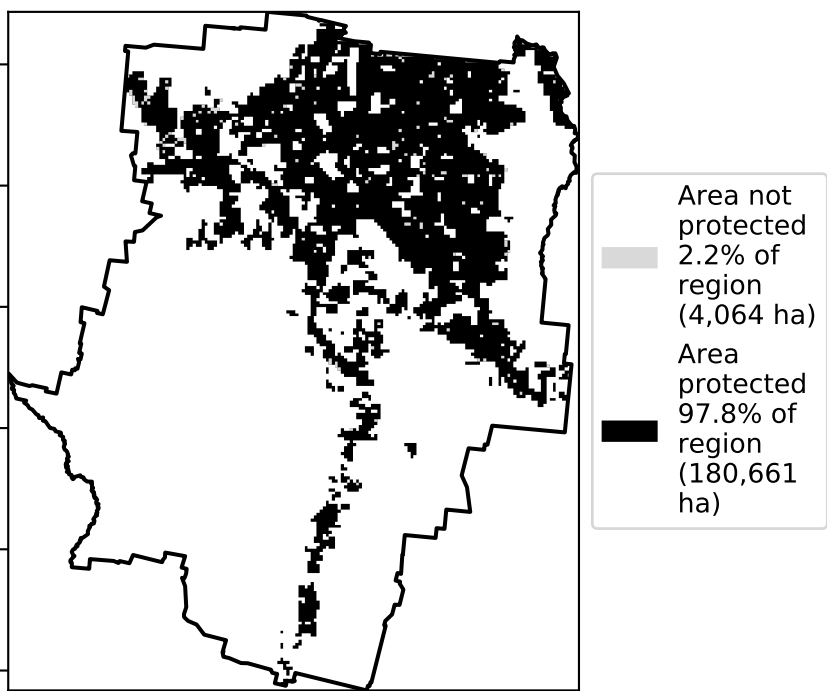 Area not
protected
2.2% of
region
(4,064 ha)
Area
protected
97.8% of
region
(180,661
ha)